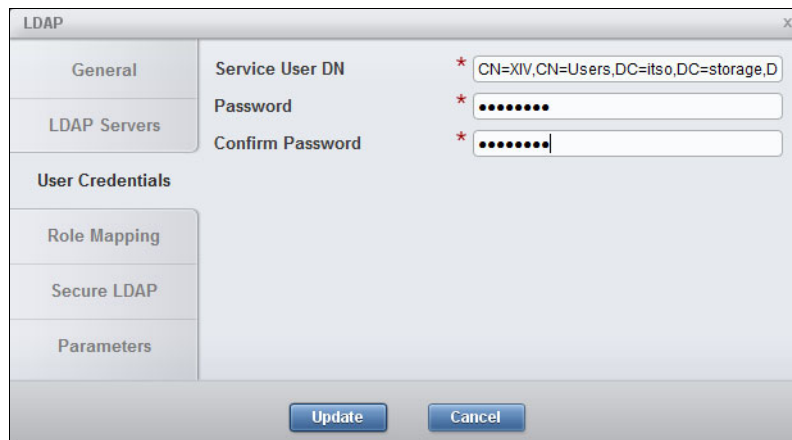 LDAP
x
General
LDAP Servers
User Credentials
Role Mapping
Secure LDAP
Parameters
Service User DN * CN=XIV,CN=Users,DC=itso,DC=storage,D
Password * ●●●●●●●●
Confirm Password * ●●●●●●●●
Update
Cancel